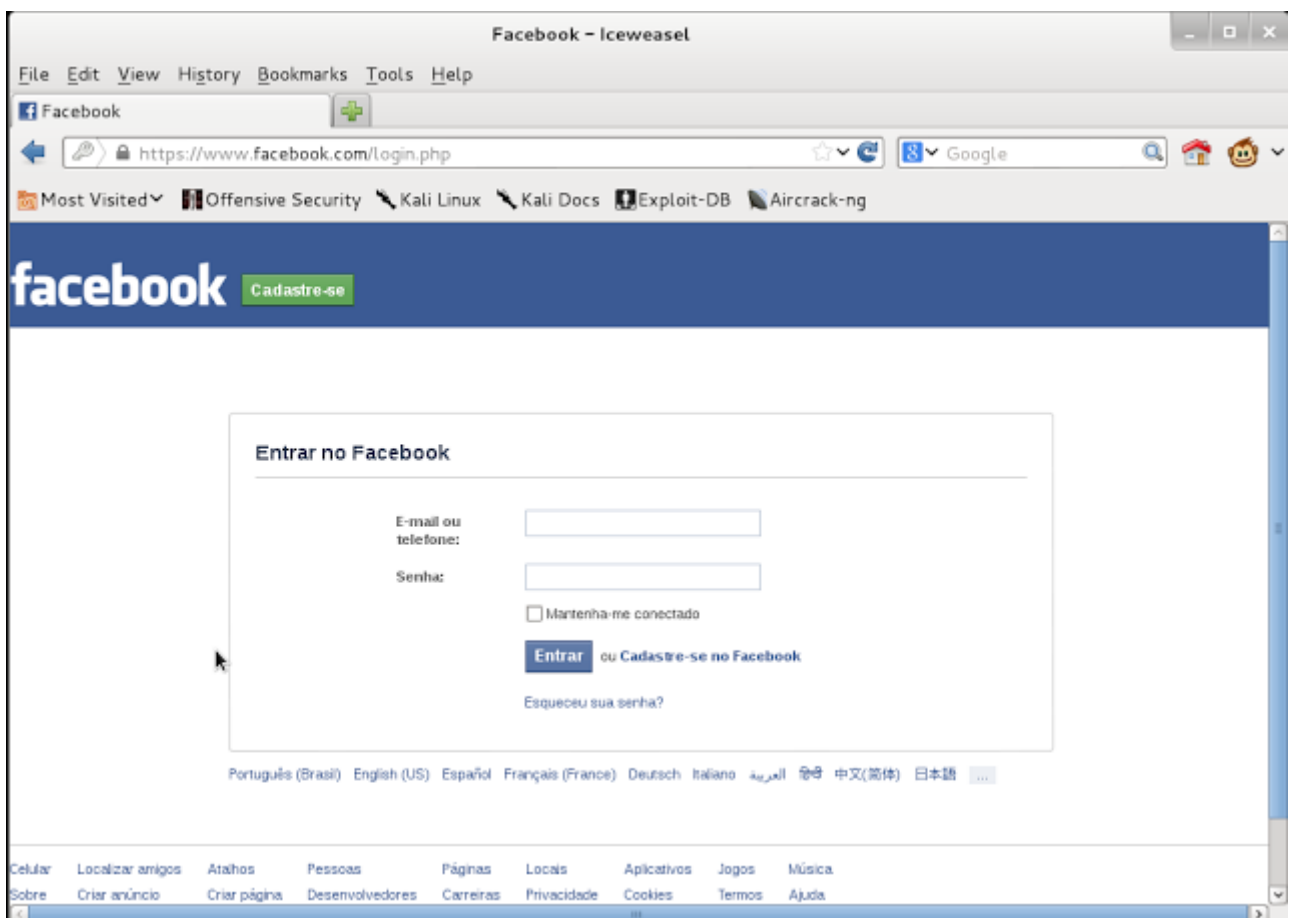 Facebook – Iceweasel
File Edit View History Bookmarks Tools Help
Facebook
https://www.facebook.com/login.php Google
Most Visited Offensive Security Kali Linux Kali Docs Exploit-DB Aircrack-ng
facebook Cadastre-se
Entrar no Facebook
E-mail ou
telefone:
Senha:
Mantenha-me conectado
Entrar ou Cadastre-se no Facebook
Esqueceu sua senha?
Português (Brasil) English (US) Español Français (France) Deutsch Italiano العربية हिन्दी 中文(简体) 日本語 ...
Celular Localizar amigos Atalhos Pessoas Páginas Locais Aplicativos Jogos Música
Sobre Criar anúncio Criar página Desenvolvedores Carreiras Privacidade Cookies Termos Ajuda